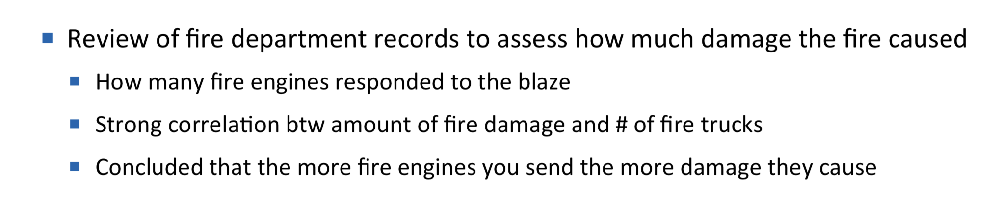 Review of fire department records to assess how much damage the fire caused
How many fire engines responded to the blaze
Strong correlation btw amount of fire damage and # of fire trucks
Concluded that the more fire engines you send the more damage they cause